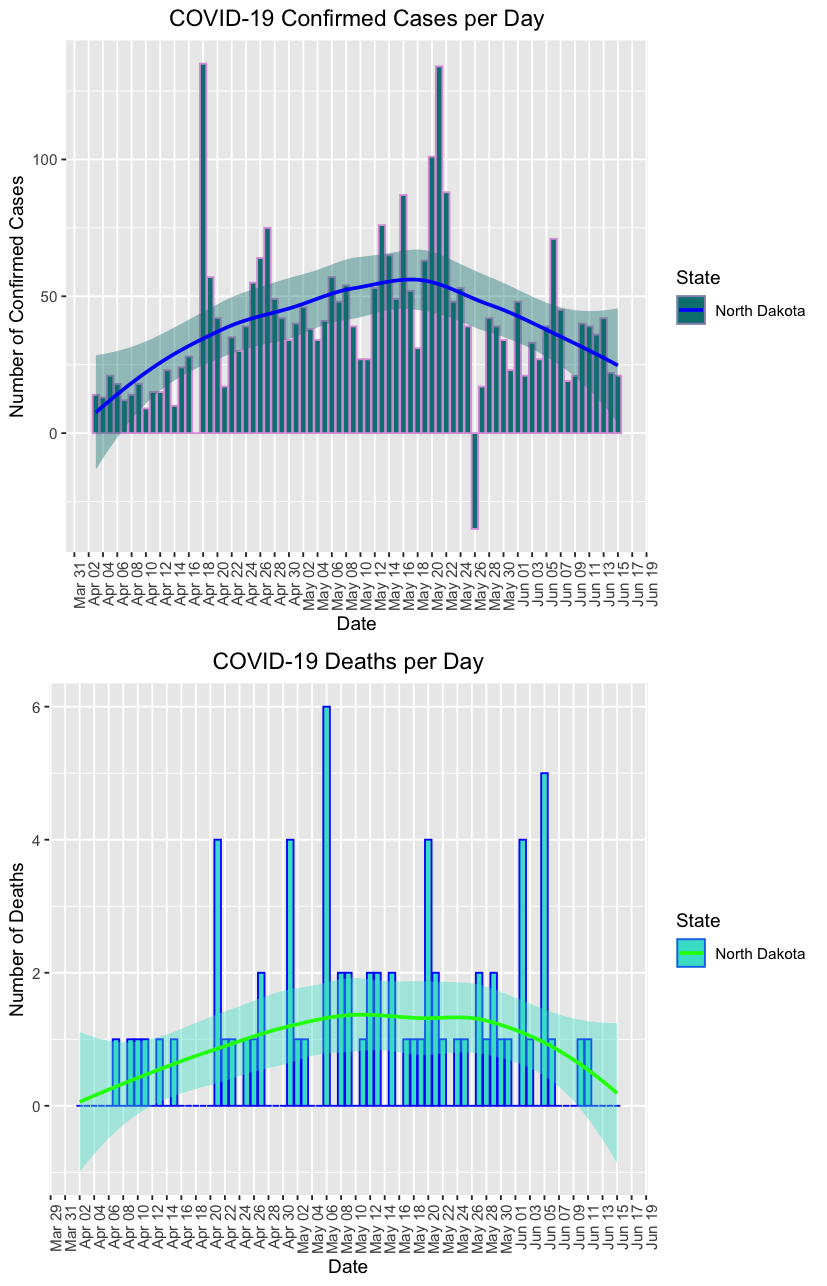 COVID-19 Confirmed Cases per Day
Number of Confirmed Cases
100
50
0
Mar 31
Apr 02
Apr 04
Apr 06
Apr 08
Apr 10
Apr 12
Apr 14
Apr 16
Apr 18
Apr 20
Apr 22
Apr 24
Apr 26
Apr 28
Apr 30
May 02
May 04
May 06
May 08
May 10
May 12
May 14
May 16
May 18
May 20
May 22
May 24
May 26
May 28
May 30
Jun 01
Jun 03
Jun 05
Jun 07
Jun 09
Jun 11
Jun 13
Jun 15
Jun 17
Jun 19
Date
State
North Dakota
COVID-19 Deaths per Day
Number of Deaths
6
4
2
0
Mar 29
Mar 31
Apr 02
Apr 04
Apr 06
Apr 08
Apr 10
Apr 12
Apr 14
Apr 16
Apr 18
Apr 20
Apr 22
Apr 24
Apr 26
Apr 28
Apr 30
May 02
May 04
May 06
May 08
May 10
May 12
May 14
May 16
May 18
May 20
May 22
May 24
May 26
May 28
May 30
Jun 01
Jun 03
Jun 05
Jun 07
Jun 09
Jun 11
Jun 13
Jun 15
Jun 17
Jun 19
Date
State
North Dakota